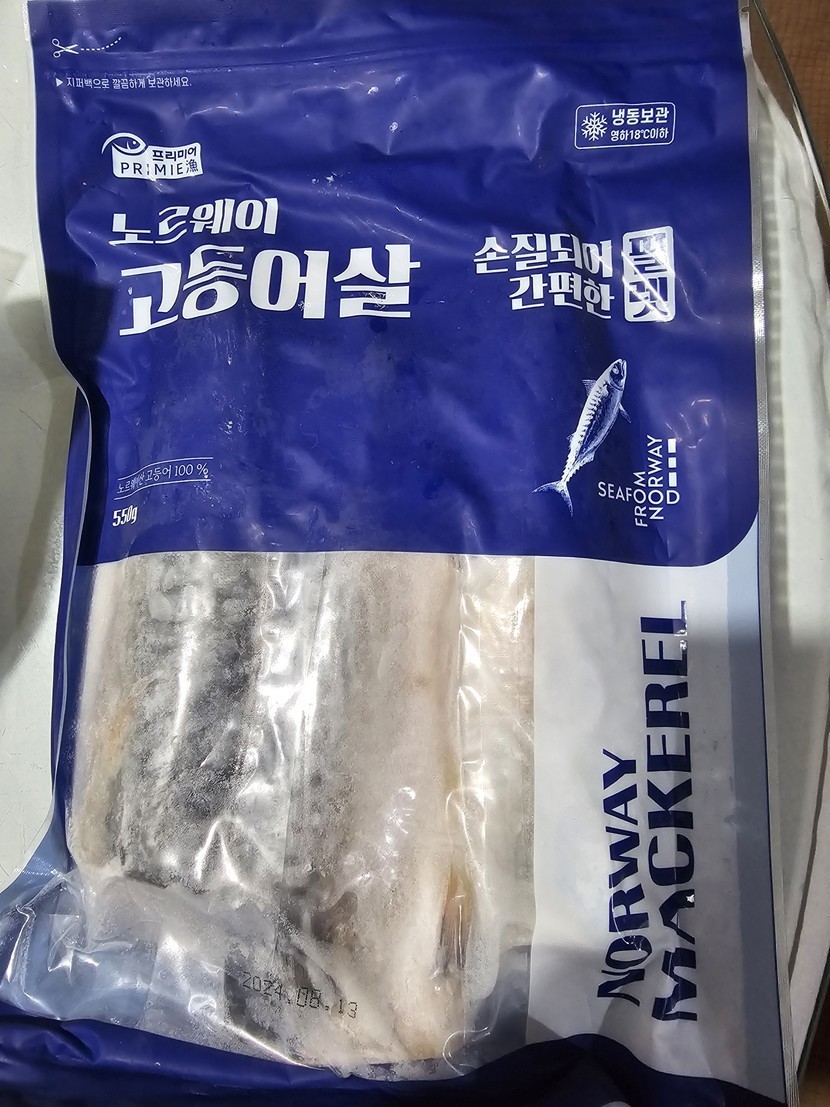 ▶ 지퍼백으로 깔끔하게 보관하세요.
냉동보관
영하18℃이하
프리미어
PRIMIE漁
노르웨이
고등어살
손질되어
간편한
필렛
노르웨이산 고등어 100 %
550g
SEAFOOD
FROM
NORWAY
NORWAY
MACKEREL
2024.08.13